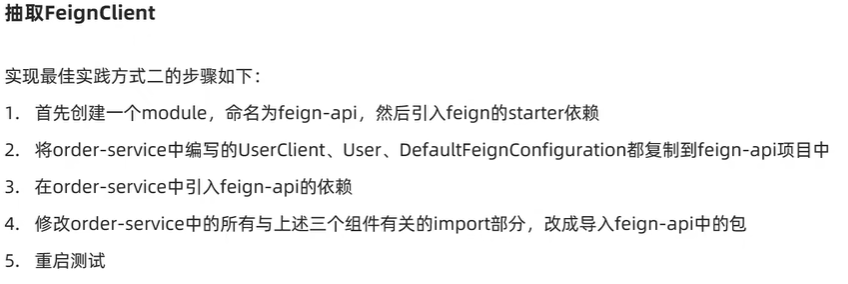 抽取FeignClient
实现最佳实践方式二的步骤如下：
1. 首先创建一个module，命名为feign-api，然后引入feign的starter依赖
2. 将order-service中编写的UserClient、User、DefaultFeignConfiguration都复制到feign-api项目中
3. 在order-service中引入feign-api的依赖
4. 修改order-service中的所有与上述三个组件有关的import部分，改成导入feign-api中的包
5. 重启测试